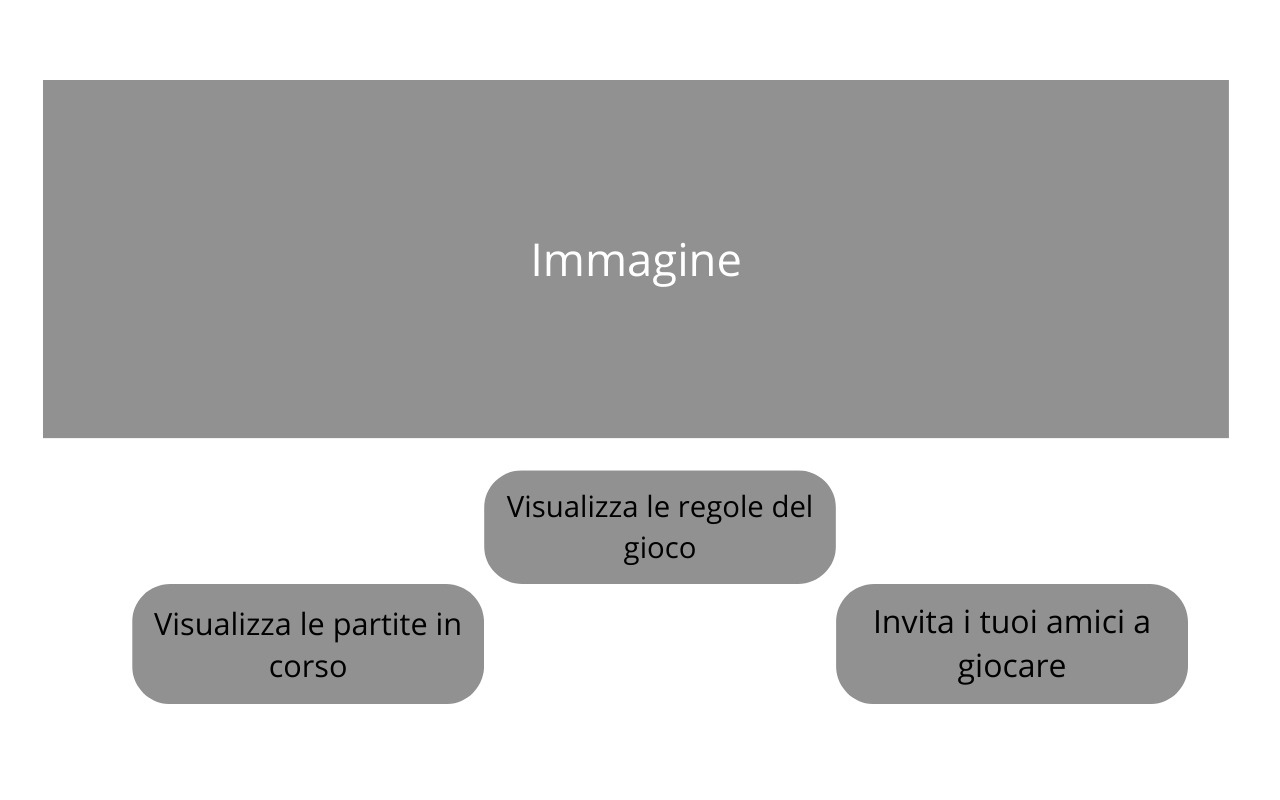 Immagine
Visualizza le regole del
gioco
Visualizza le partite in
corso
Invita i tuoi amici a
giocare